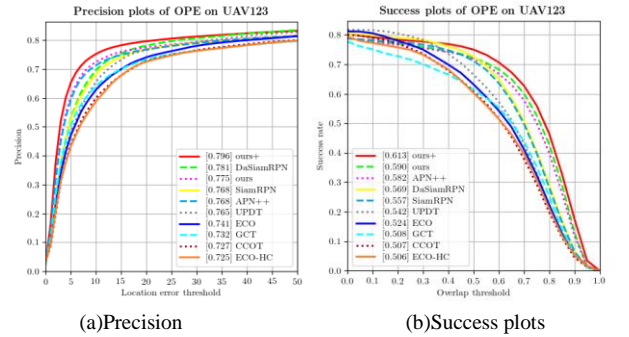 Precision plots of OPE on UAV123
0.8
0.7
0.6
0.5
0.4
0.3
0.2
0.1
0.0
Precision
[0.796] ours+
[0.781] DaSiamRPN
[0.775] ours
[0.768] SiamRPN
[0.768] APN++
[0.765] UPDT
[0.741] ECO
[0.732] GCT
[0.727] CCOT
[0.725] ECO-HC
0 5 10 15 20 25 30 35 40 45 50
Location error threshold
(a)Precision
Success plots of OPE on UAV123
0.8
0.7
0.6
0.5
0.4
0.3
0.2
0.1
0.0
Success rate
[0.613] ours+
[0.590] ours
[0.582] APN++
[0.569] DaSiamRPN
[0.557] SiamRPN
[0.542] UPDT
[0.524] ECO
[0.508] GCT
[0.507] CCOT
[0.506] ECO-HC
0.0 0.1 0.2 0.3 0.4 0.5 0.6 0.7 0.8 0.9 1.0
Overlap threshold
(b)Success plots